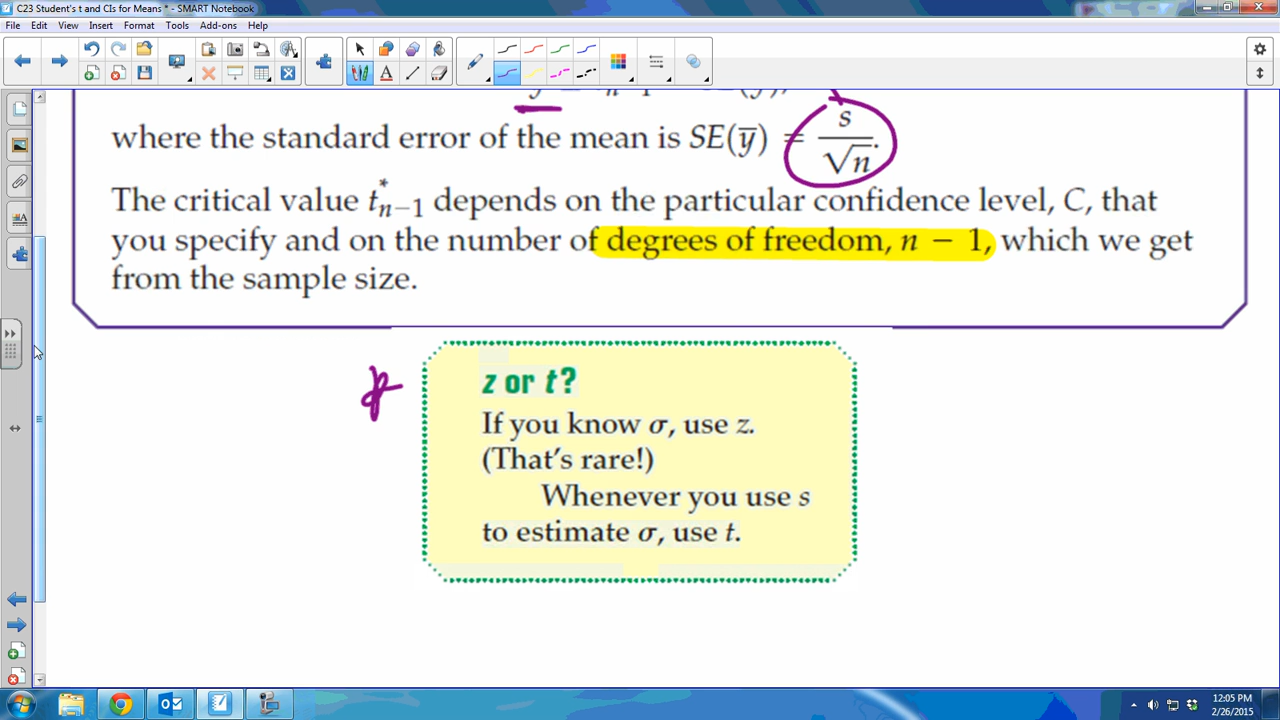 C23 Student's t and CIs for Means * - SMART Notebook
File Edit View Insert Format Tools Add-ons Help
where the standard error of the mean is SE(y̅) = s/√n.
The critical value t*ₙ₋₁ depends on the particular confidence level, C, that
you specify and on the number of degrees of freedom, n − 1, which we get
from the sample size.
z or t?
If you know σ, use z.
(That's rare!)
Whenever you use s
to estimate σ, use t.
12:05 PM
2/26/2015